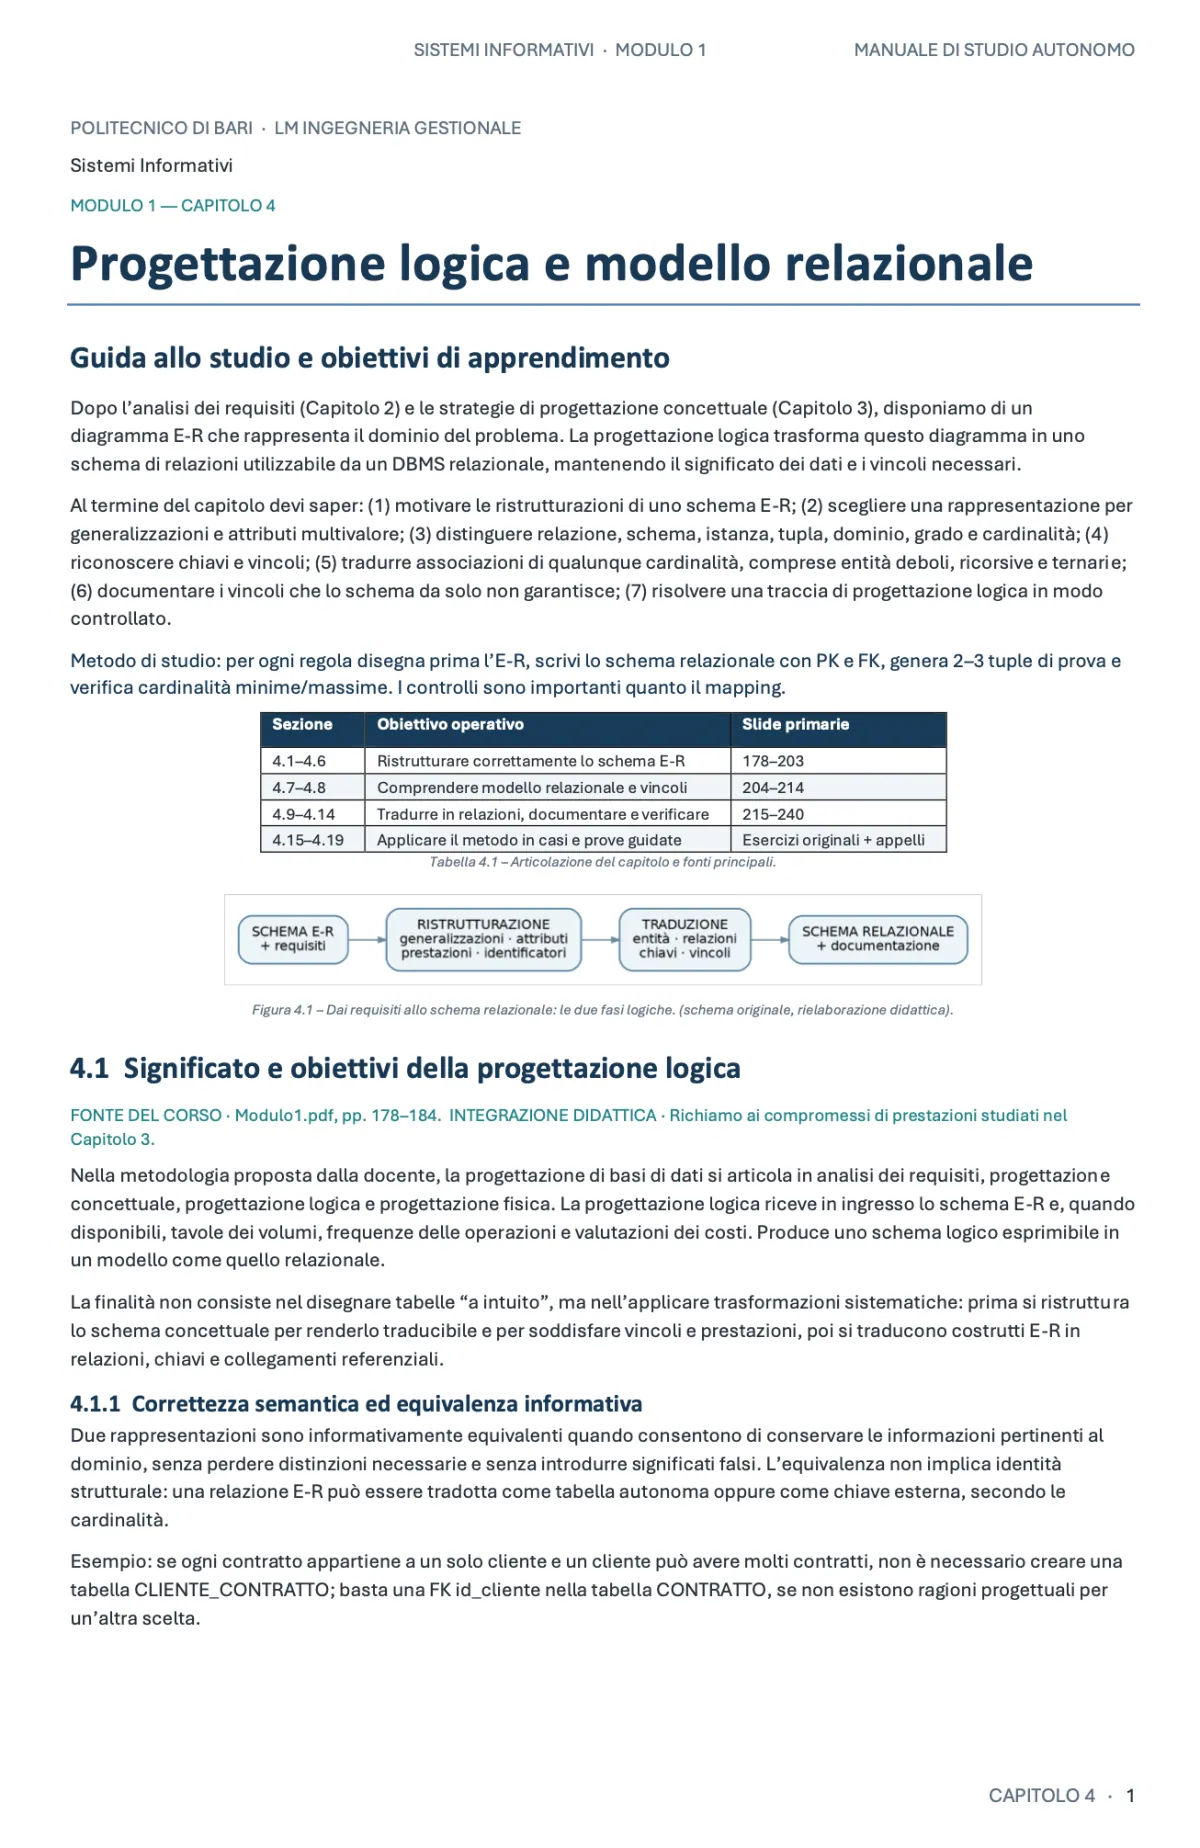 SISTEMI INFORMATIVI · MODULO 1 MANUALE DI STUDIO AUTONOMO
POLITECNICO DI BARI · LM INGEGNERIA GESTIONALE
Sistemi Informativi
MODULO 1 — CAPITOLO 4
Progettazione logica e modello relazionale
Guida allo studio e obiettivi di apprendimento
Dopo l’analisi dei requisiti (Capitolo 2) e le strategie di progettazione concettuale (Capitolo 3), disponiamo di un
diagramma E-R che rappresenta il dominio del problema. La progettazione logica trasforma questo diagramma in uno
schema di relazioni utilizzabile da un DBMS relazionale, mantenendo il significato dei dati e i vincoli necessari.
Al termine del capitolo devi saper: (1) motivare le ristrutturazioni di uno schema E-R; (2) scegliere una rappresentazione per
generalizzazioni e attributi multivalore; (3) distinguere relazione, schema, istanza, tupla, dominio, grado e cardinalità; (4)
riconoscere chiavi e vincoli; (5) tradurre associazioni di qualunque cardinalità, comprese entità deboli, ricorsive e ternarie;
(6) documentare i vincoli che lo schema da solo non garantisce; (7) risolvere una traccia di progettazione logica in modo
controllato.
Metodo di studio: per ogni regola disegna prima l’E-R, scrivi lo schema relazionale con PK e FK, genera 2–3 tuple di prova e
verifica cardinalità minime/massime. I controlli sono importanti quanto il mapping.
Sezione Obiettivo operativo Slide primarie
4.1–4.6 Ristrutturare correttamente lo schema E-R 178–203
4.7–4.8 Comprendere modello relazionale e vincoli 204–214
4.9–4.14 Tradurre in relazioni, documentare e verificare 215–240
4.15–4.19 Applicare il metodo in casi e prove guidate Esercizi originali + appelli
Tabella 4.1 – Articolazione del capitolo e fonti principali.
SCHEMA E-R
+ requisiti
RISTRUTTURAZIONE
generalizzazioni · attributi
prestazioni · identificatori
TRADUZIONE
entità · relazioni
chiavi · vincoli
SCHEMA RELAZIONALE
+ documentazione
Figura 4.1 – Dai requisiti allo schema relazionale: le due fasi logiche. (schema originale, rielaborazione didattica).
4.1 Significato e obiettivi della progettazione logica
FONTE DEL CORSO · Modulo1.pdf, pp. 178–184. INTEGRAZIONE DIDATTICA · Richiamo ai compromessi di prestazioni studiati nel
Capitolo 3.
Nella metodologia proposta dalla docente, la progettazione di basi di dati si articola in analisi dei requisiti, progettazione
concettuale, progettazione logica e progettazione fisica. La progettazione logica riceve in ingresso lo schema E-R e, quando
disponibili, tavole dei volumi, frequenze delle operazioni e valutazioni dei costi. Produce uno schema logico esprimibile in
un modello come quello relazionale.
La finalità non consiste nel disegnare tabelle “a intuito”, ma nell’applicare trasformazioni sistematiche: prima si ristruttura
lo schema concettuale per renderlo traducibile e per soddisfare vincoli e prestazioni, poi si traducono costrutti E-R in
relazioni, chiavi e collegamenti referenziali.
4.1.1 Correttezza semantica ed equivalenza informativa
Due rappresentazioni sono informativamente equivalenti quando consentono di conservare le informazioni pertinenti al
dominio, senza perdere distinzioni necessarie e senza introdurre significati falsi. L’equivalenza non implica identità
strutturale: una relazione E-R può essere tradotta come tabella autonoma oppure come chiave esterna, secondo le
cardinalità.
Esempio: se ogni contratto appartiene a un solo cliente e un cliente può avere molti contratti, non è necessario creare una
tabella CLIENTE_CONTRATTO; basta una FK id_cliente nella tabella CONTRATTO, se non esistono ragioni progettuali per
un’altra scelta.
CAPITOLO 4 · 1